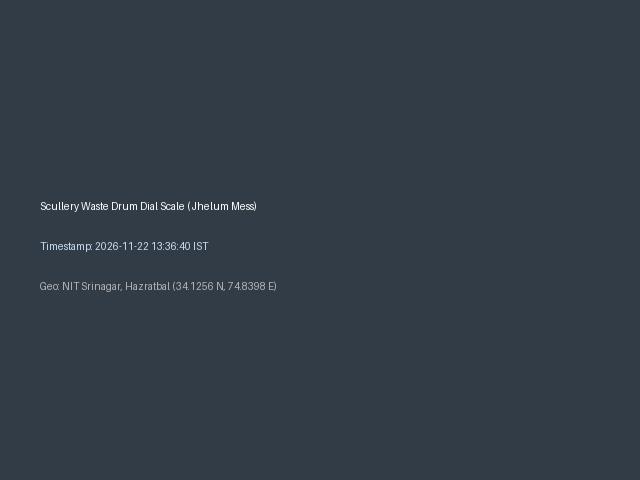 Scullery Waste Drum Dial Scale (Jhelum Mess)
Timestamp: 2026-11-22 13:36:40 IST
Geo: NIT Srinagar, Hazratbal (34.1256 N, 74.8398 E)